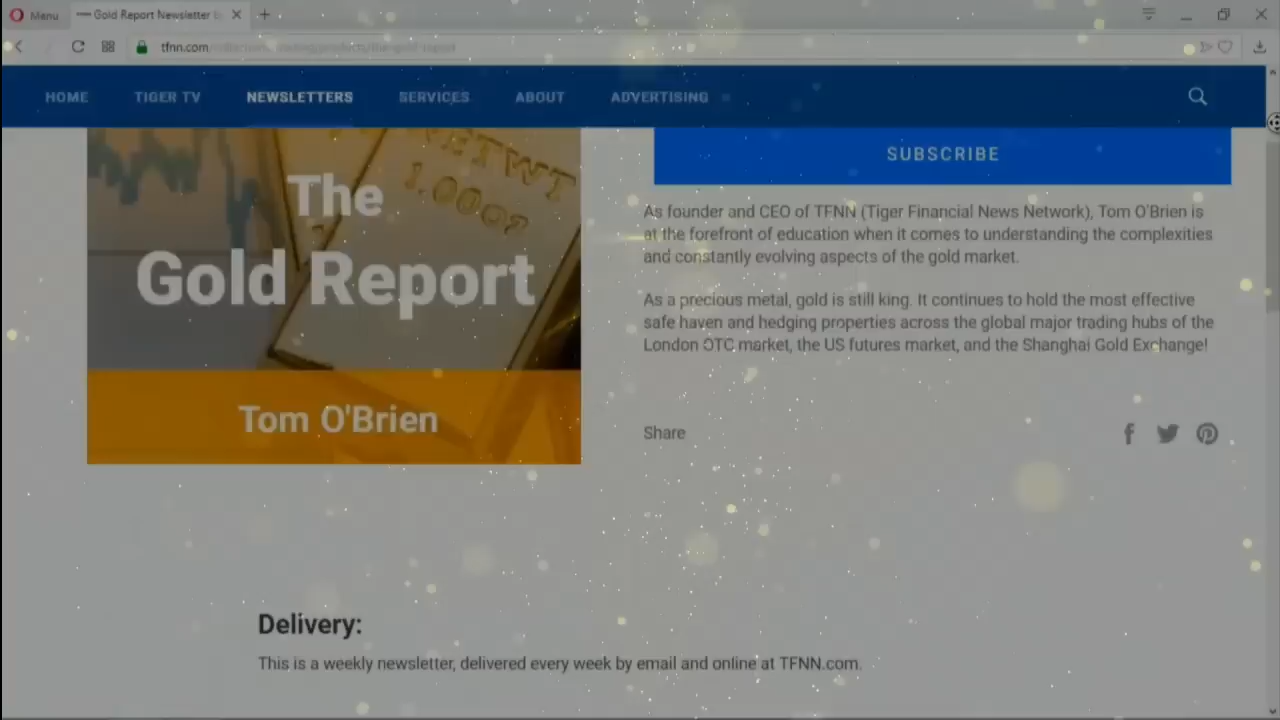 Menu
Gold Report Newsletter
tfnn.com
HOME
TIGER TV
NEWSLETTERS
SERVICES
ABOUT
ADVERTISING
1.00OZ
The
Gold Report
Tom O'Brien
SUBSCRIBE
As founder and CEO of TFNN (Tiger Financial News Network), Tom O'Brien is
at the forefront of education when it comes to understanding the complexities
and constantly evolving aspects of the gold market.
As a precious metal, gold is still king. It continues to hold the most effective
safe haven and hedging properties across the global major trading hubs of the
London OTC market, the US futures market, and the Shanghai Gold Exchange!
Share
Delivery:
This is a weekly newsletter, delivered every week by email and online at TFNN.com.